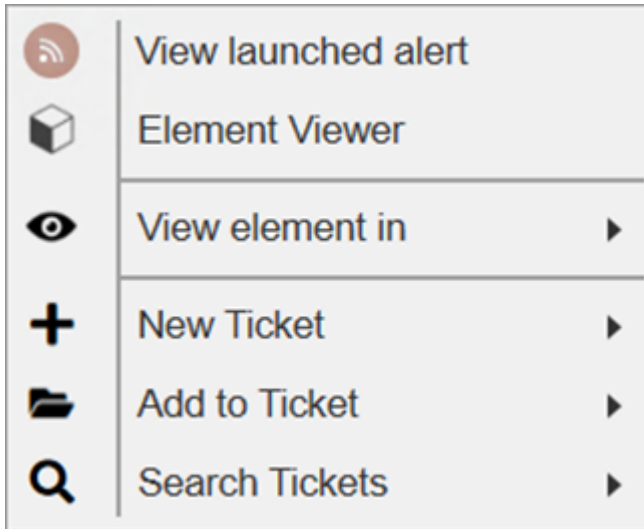 View launched alert
Element Viewer
View element in
New Ticket
Add to Ticket
Search Tickets